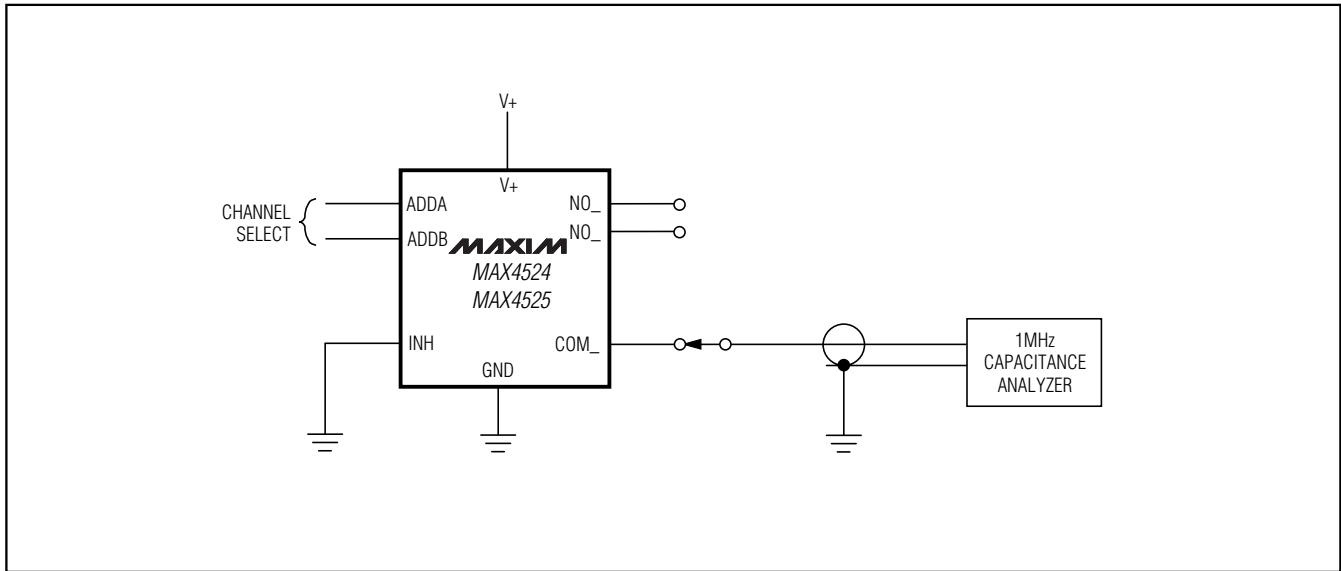 V+
V+
CHANNEL
SELECT
ADDA
ADDB
NO_
NO_
MAXIM
MAX4524
MAX4525
INH
COM_
GND
1MHz
CAPACITANCE
ANALYZER